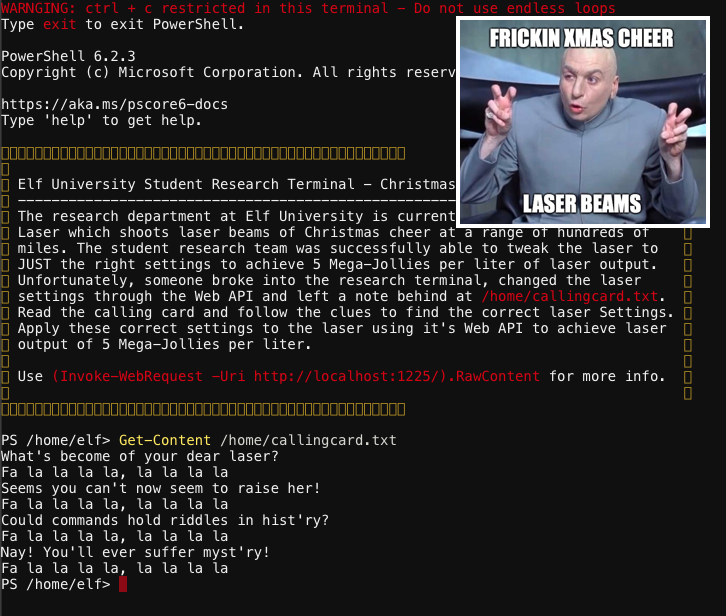 WARNGING: ctrl + c restricted in this terminal - Do not use endless loops
Type exit to exit PowerShell.
PowerShell 6.2.3
Copyright (c) Microsoft Corporation. All rights reserv
https://aka.ms/pscore6-docs
Type 'help' to get help.
FRICKIN XMAS CHEER
LASER BEAMS
Elf University Student Research Terminal - Christmas
------------------------------------------------------
The research department at Elf University is current
Laser which shoots laser beams of Christmas cheer at a range of hundreds of
miles. The student research team was successfully able to tweak the laser to
JUST the right settings to achieve 5 Mega-Jollies per liter of laser output.
Unfortunately, someone broke into the research terminal, changed the laser
settings through the Web API and left a note behind at /home/callingcard.txt.
Read the calling card and follow the clues to find the correct laser Settings.
Apply these correct settings to the laser using it's Web API to achieve laser
output of 5 Mega-Jollies per liter.
Use (Invoke-WebRequest -Uri http://localhost:1225/).RawContent for more info.
PS /home/elf> Get-Content /home/callingcard.txt
What's become of your dear laser?
Fa la la la la, la la la la
Seems you can't now seem to raise her!
Fa la la la la, la la la la
Could commands hold riddles in hist'ry?
Fa la la la la, la la la la
Nay! You'll ever suffer myst'ry!
Fa la la la la, la la la la
PS /home/elf>